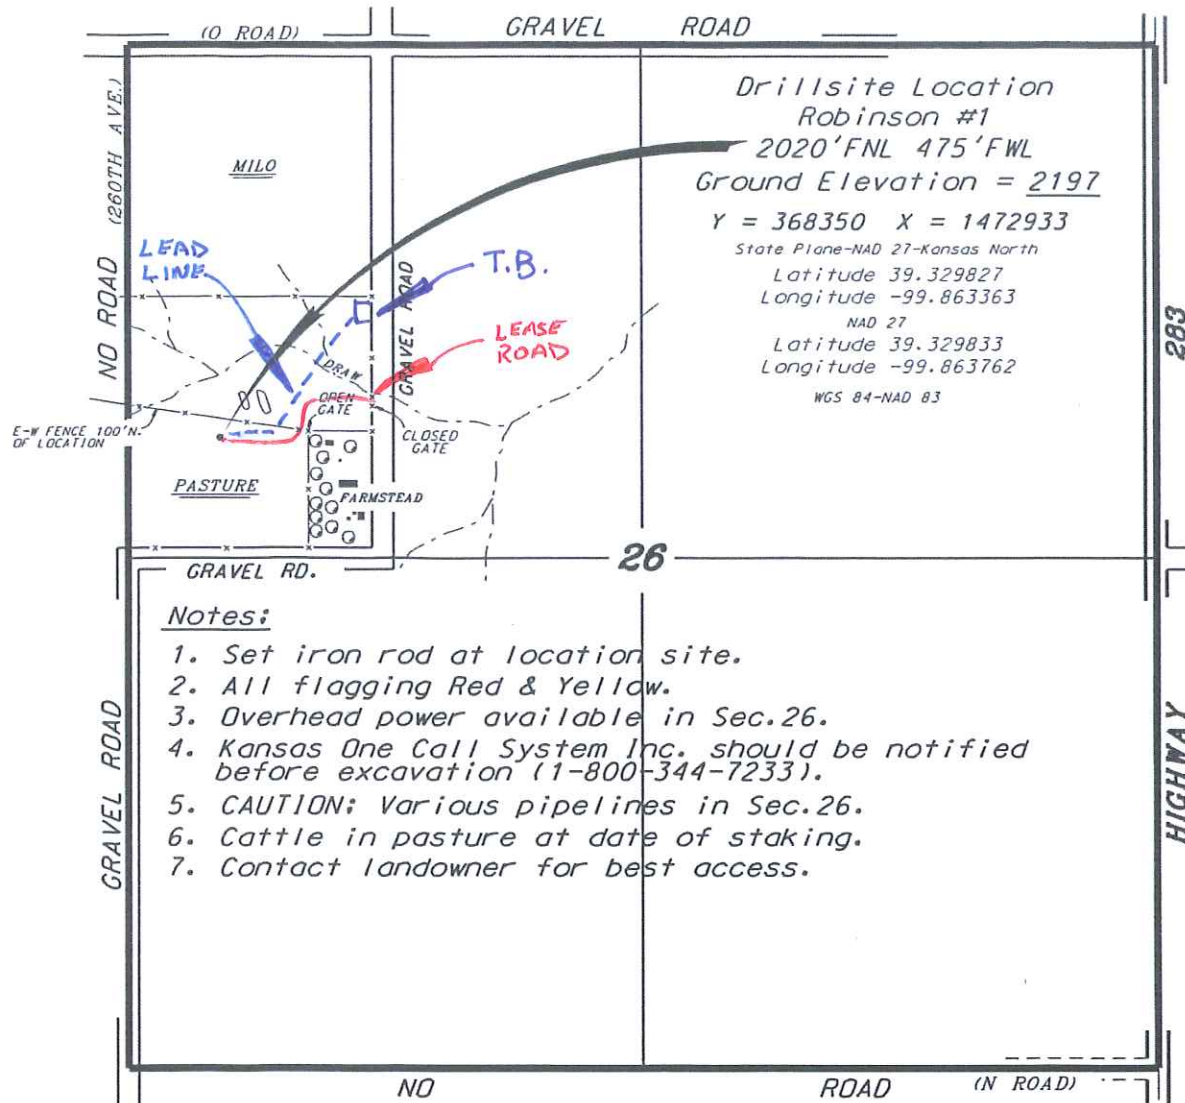 (O ROAD)
GRAVEL ROAD
(260TH AVE.)
NO ROAD
MILO
Drillsite Location
Robinson #1
2020'FNL 475'FWL
Ground Elevation = 2197
Y = 368350 X = 1472933
State Plane-NAD 27-Kansas North
Latitude 39.329827
Longitude -99.863363
NAD 27
Latitude 39.329833
Longitude -99.863762
WGS 84-NAD 83
LEAD
LINE
T.B.
GRAVEL ROAD
LEASE
ROAD
DRAW
OPEN
GATE
CLOSED
GATE
E-W FENCE 100'N.
OF LOCATION
PASTURE
FARMSTEAD
283
26
GRAVEL RD.
Notes:
1. Set iron rod at location site.
2. All flagging Red & Yellow.
3. Overhead power available in Sec.26.
4. Kansas One Call System Inc. should be notified
before excavation (1-800-344-7233).
5. CAUTION: Various pipelines in Sec.26.
6. Cattle in pasture at date of staking.
7. Contact landowner for best access.
GRAVEL ROAD
HIGHWAY
NO ROAD
(N ROAD)